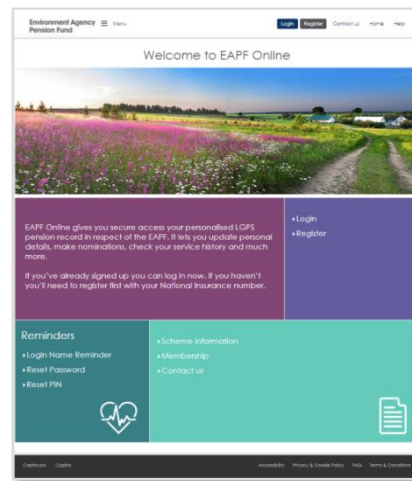 Environment Agency
Pension Fund
Menu
Login
Register
Contact us
Home
Help
Welcome to EAPF Online
EAPF Online gives you secure access your personalised LGPS
pension record in respect of the EAPF. It lets you update personal
details, make nominations, check your service history and much
more.
If you've already signed up you can log in now. If you haven't
you'll need to register first with your National Insurance number.
Login
Register
Reminders
Login Name Reminder
Reset Password
Reset PIN
Scheme information
Membership
Contact us
Capita
Accessibility
Privacy & Cookie Policy
FAQ
Terms & Conditions